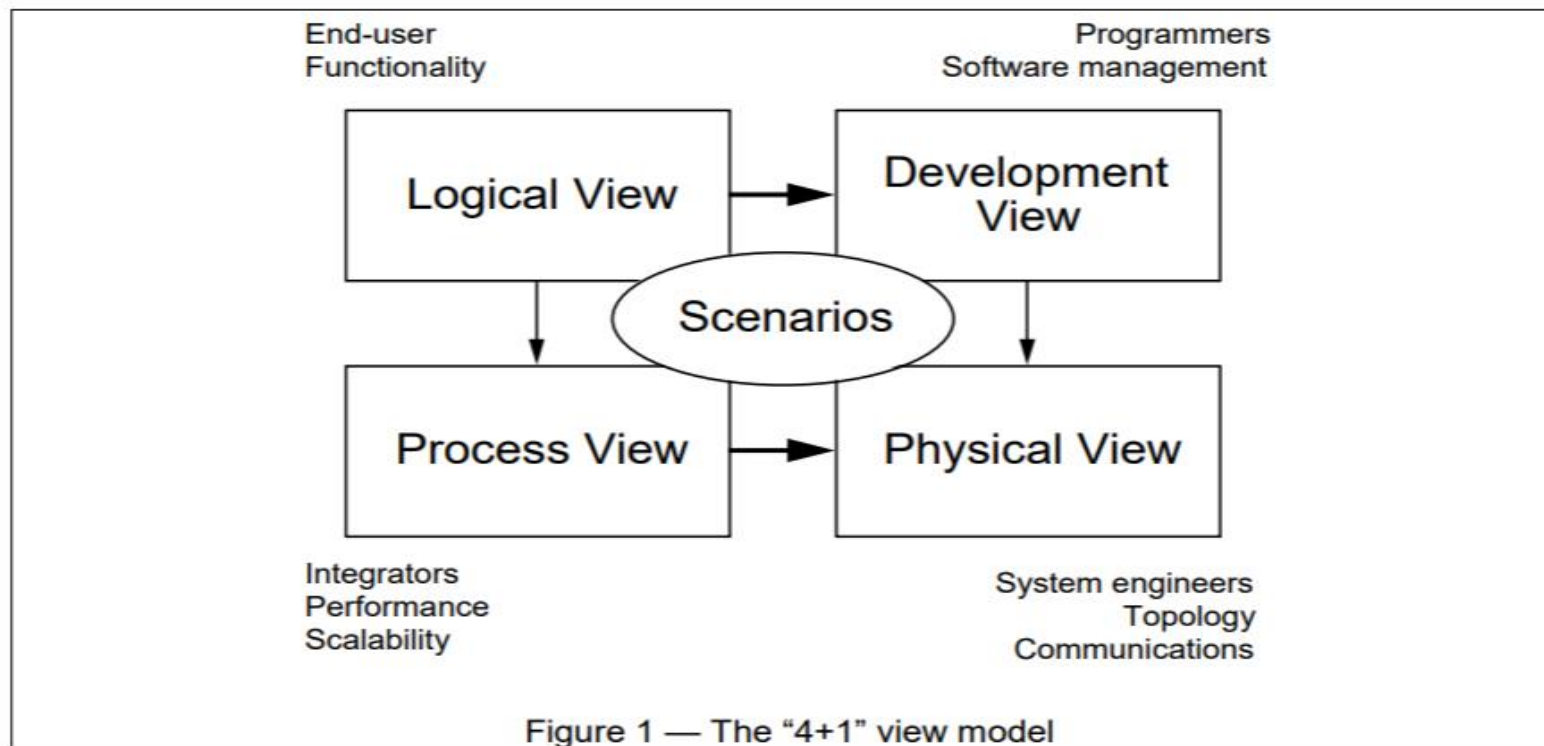 End-user
Functionality
Programmers
Software management
Logical View
Development
View
Scenarios
Process View
Physical View
Integrators
Performance
Scalability
System engineers
Topology
Communications
Figure 1 — The “4+1” view model